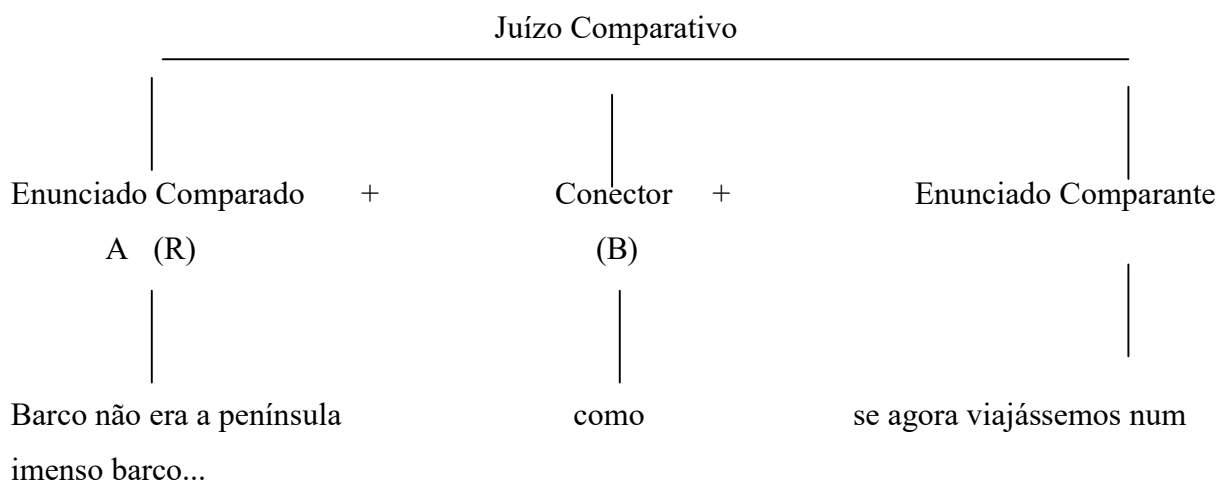 Juízo Comparativo
Enunciado Comparado + Conector + Enunciado Comparante
A (R) (B)
Barco não era a península como se agora viajássemos num
imenso barco...